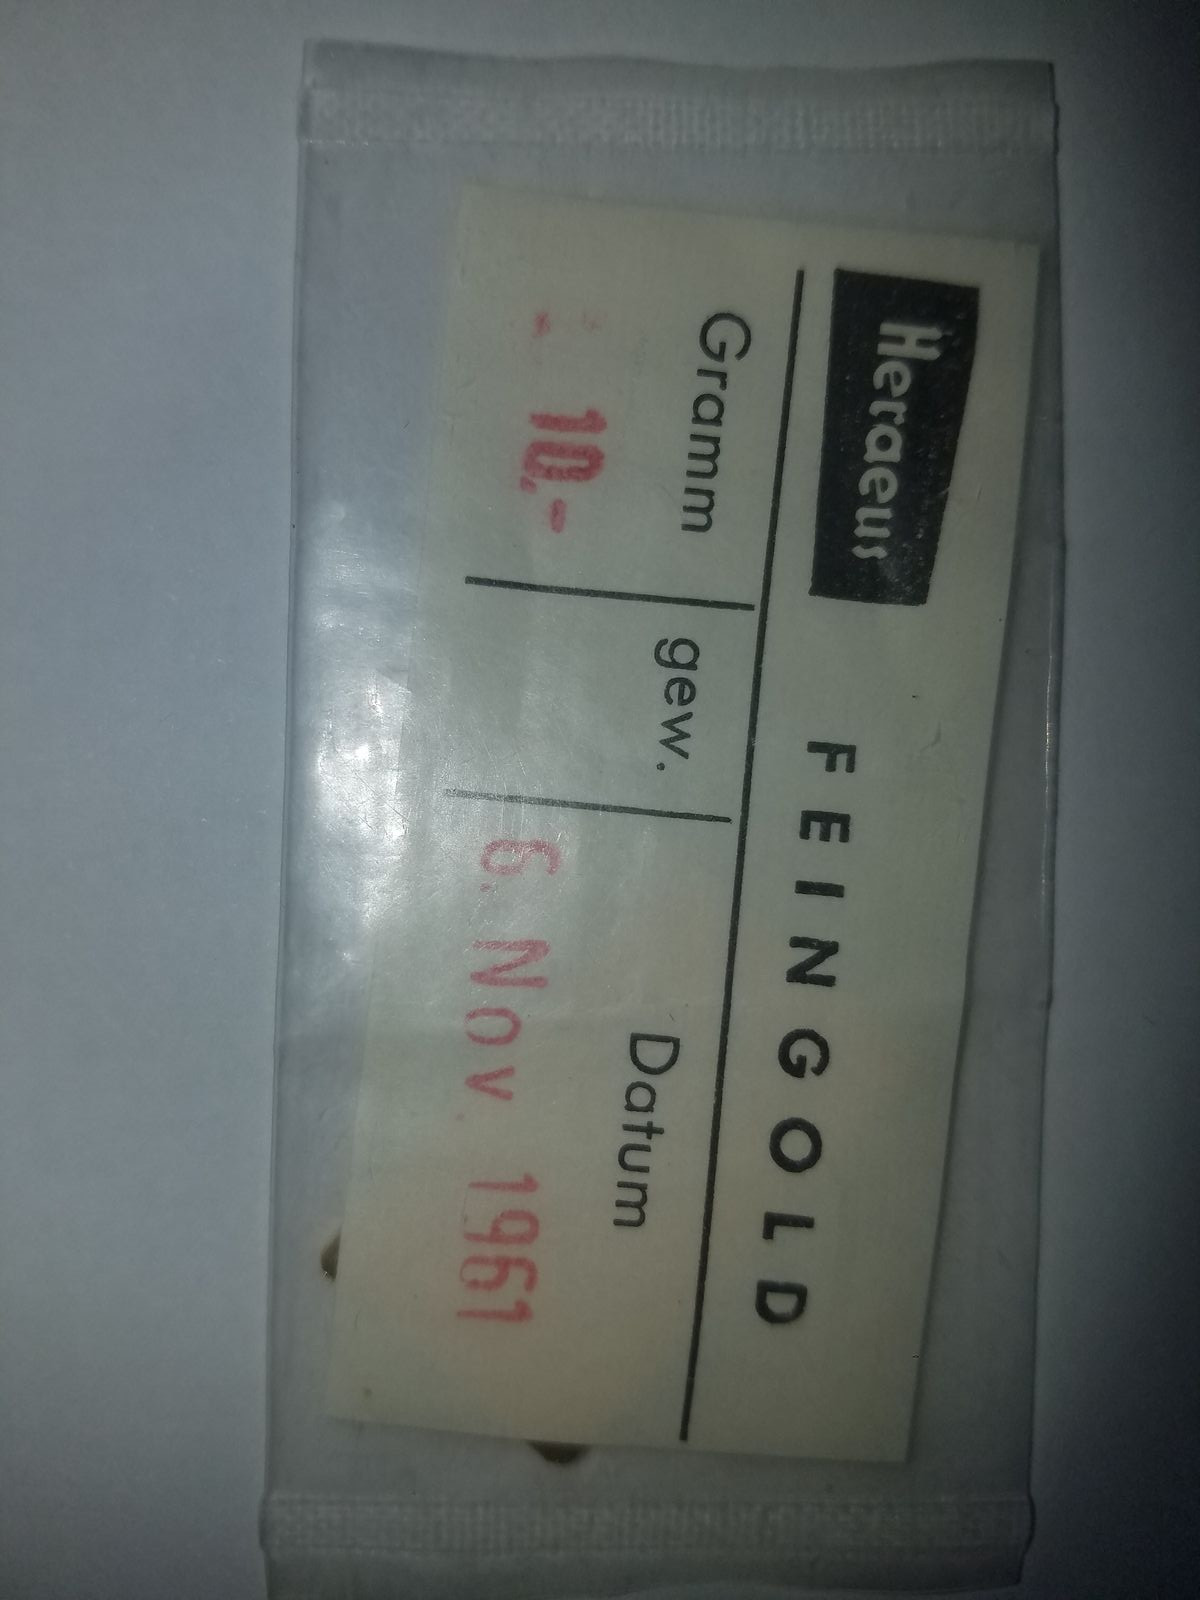 Heraeus FEINGOLD
Gramm gew. Datum
10,- 6. Nov. 1961